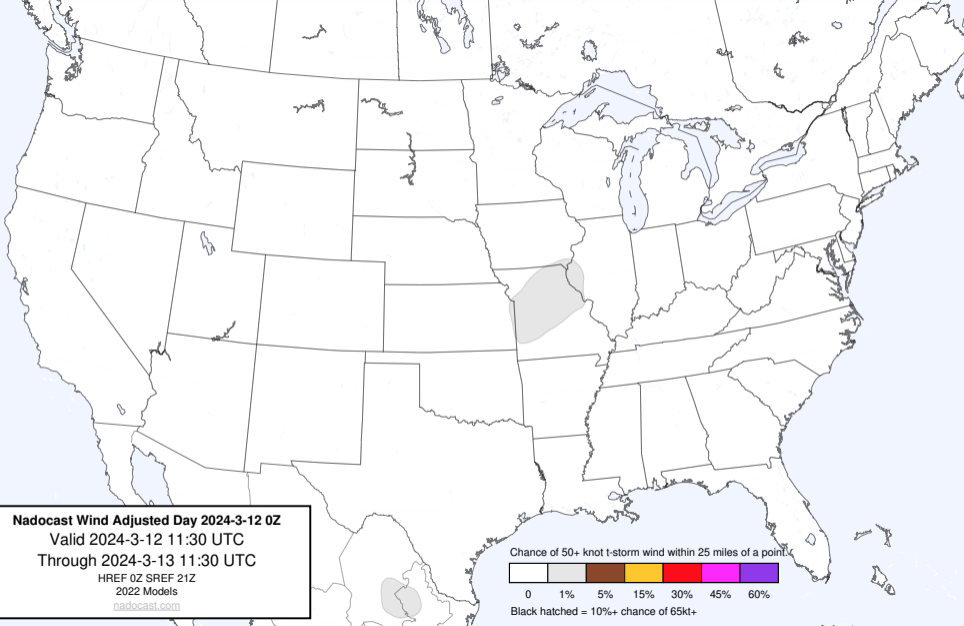 Nadocast Wind Adjusted Day 2024-3-12 0Z
Valid 2024-3-12 11:30 UTC
Through 2024-3-13 11:30 UTC
HREF 0Z SREF 21Z
2022 Models
nadocast.com
Chance of 50+ knot t-storm wind within 25 miles of a point.
0 1% 5% 15% 30% 45% 60%
Black hatched = 10%+ chance of 65kt+